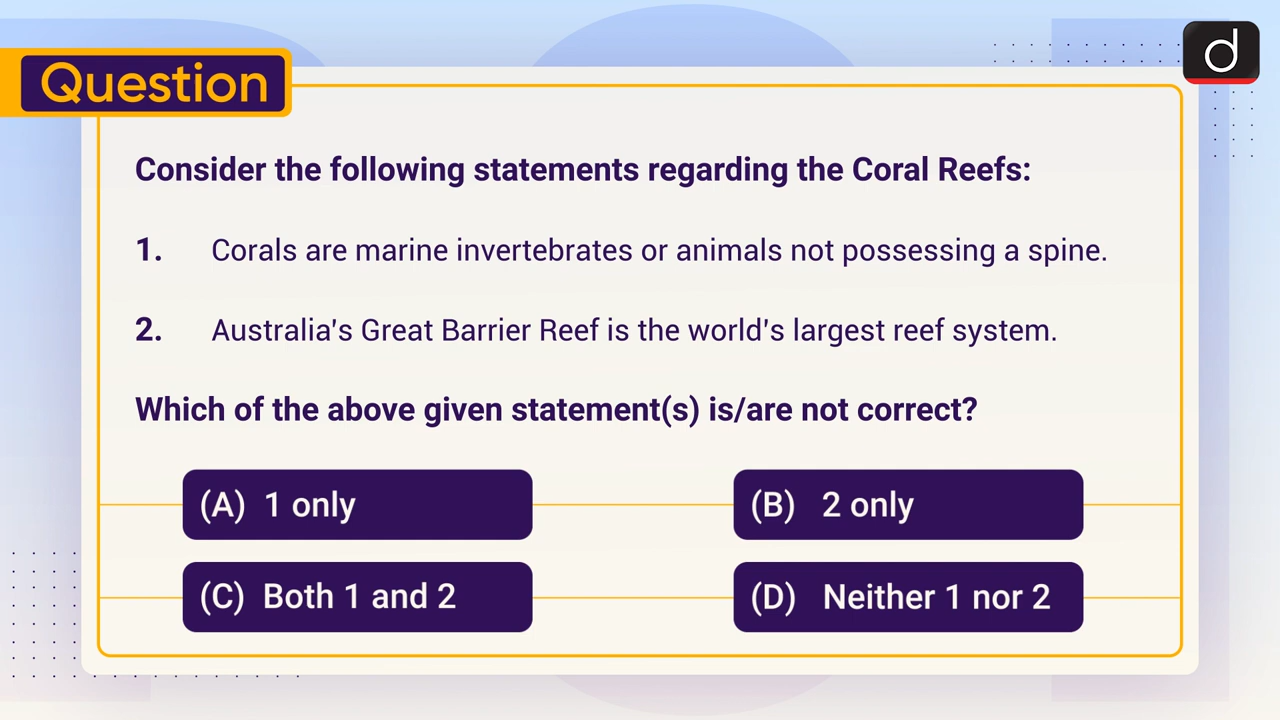 Question
Consider the following statements regarding the Coral Reefs:
1. Corals are marine invertebrates or animals not possessing a spine.
2. Australia's Great Barrier Reef is the world's largest reef system.
Which of the above given statement(s) is/are not correct?
(A) 1 only
(B) 2 only
(C) Both 1 and 2
(D) Neither 1 nor 2
d